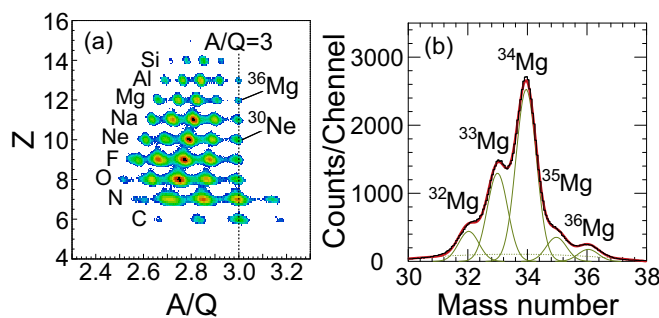 (a)
A/Q=3
Si
Al
Mg
Na
Ne
F
O
N
C
³⁶Mg
³⁰Ne
16
14
12
10
8
6
4
Z
2.4 2.6 2.8 3.0 3.2
A/Q
(b)
³⁴Mg
³³Mg
³²Mg
³⁵Mg
³⁶Mg
3000
2000
1000
0
Counts/Chennel
30 32 34 36 38
Mass number